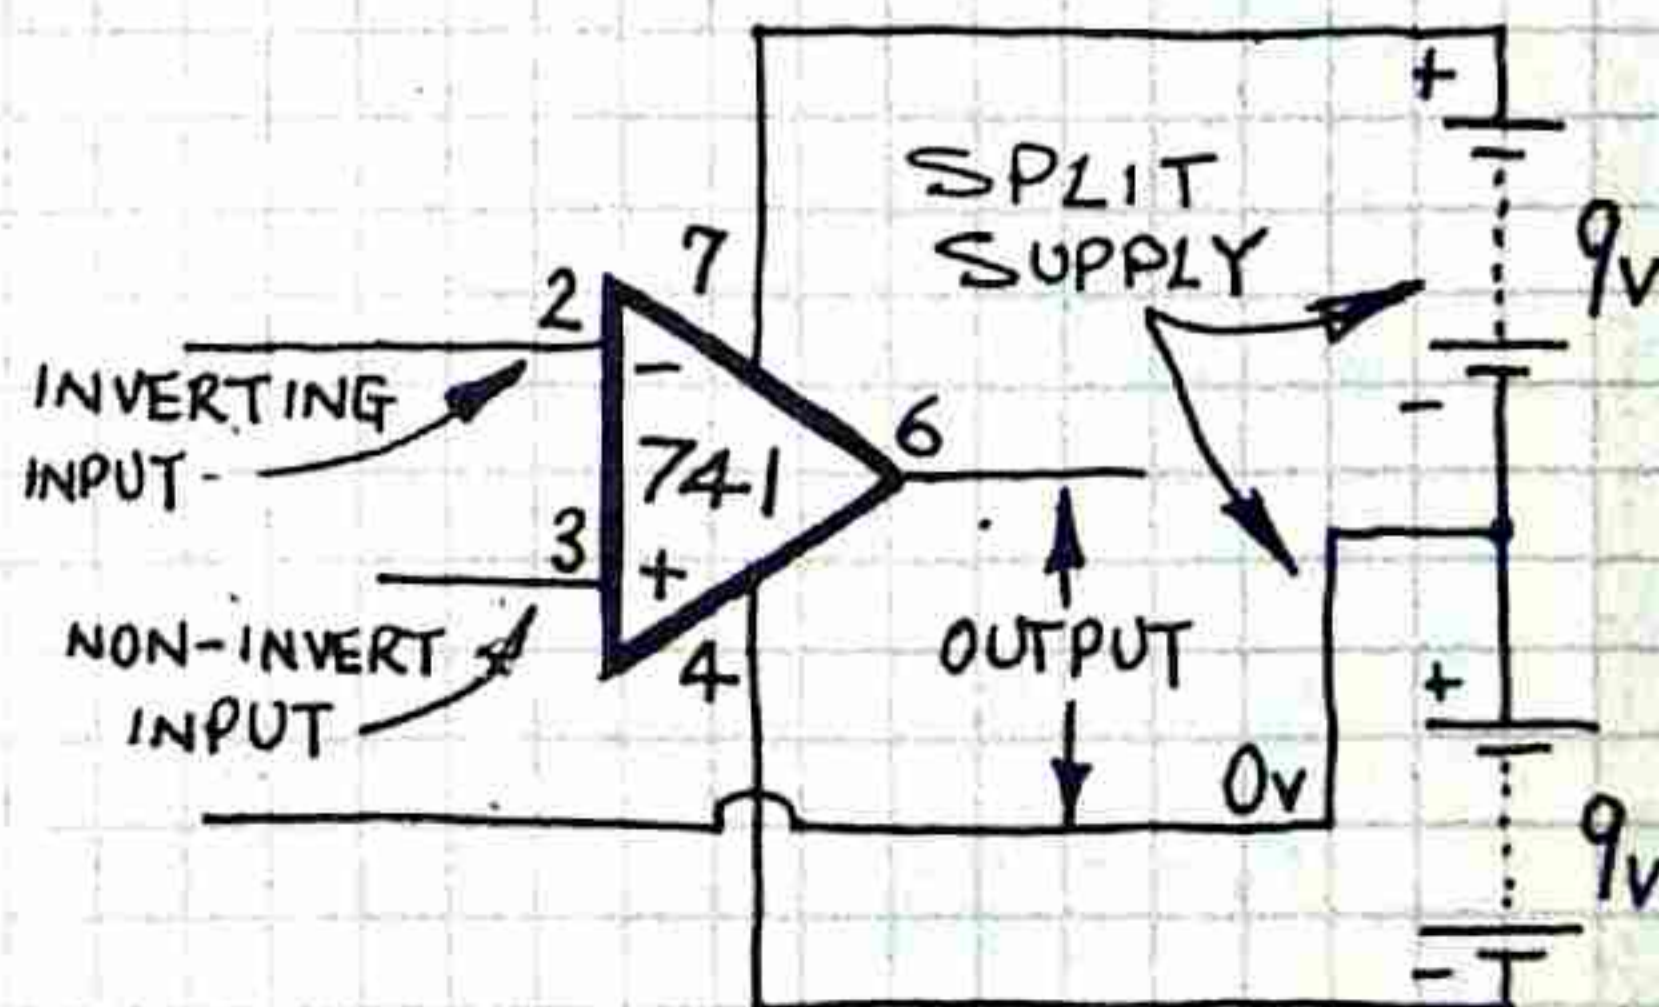 +
SPLIT
SUPPLY
9v
7
2
-
INVERTING
INPUT -
6
-
741
3
+
NON-INVERT
INPUT
4
OUTPUT
+
0v
9v
-